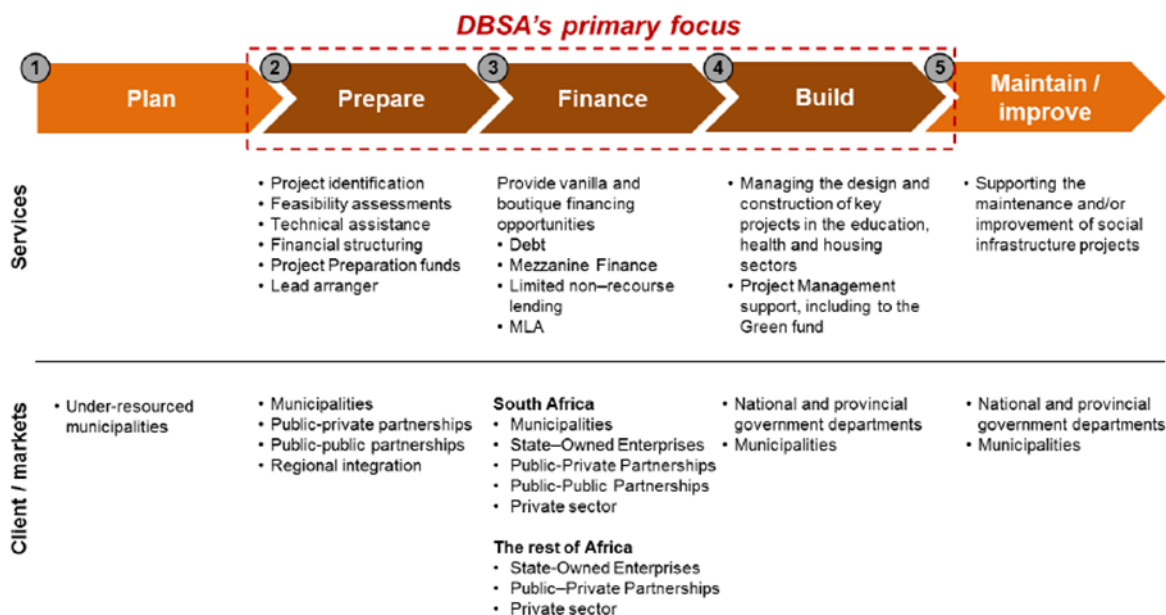 DBSA's primary focus
1
Plan
2
Prepare
3
Finance
4
Build
5
Maintain /
improve
Services
• Project identification
• Feasibility assessments
• Technical assistance
• Financial structuring
• Project Preparation funds
• Lead arranger
Provide vanilla and
boutique financing
opportunities
• Debt
• Mezzanine Finance
• Limited non–recourse
lending
• MLA
• Managing the design and
construction of key
projects in the education,
health and housing
sectors
• Project Management
support, including to the
Green fund
• Supporting the
maintenance and/or
improvement of social
infrastructure projects
Client / markets
• Under-resourced
municipalities
• Municipalities
• Public-private partnerships
• Public-public partnerships
• Regional integration
South Africa
• Municipalities
• State–Owned Enterprises
• Public-Private Partnerships
• Public-Public Partnerships
• Private sector
The rest of Africa
• State-Owned Enterprises
• Public–Private Partnerships
• Private sector
• National and provincial
government departments
• Municipalities
• National and provincial
government departments
• Municipalities